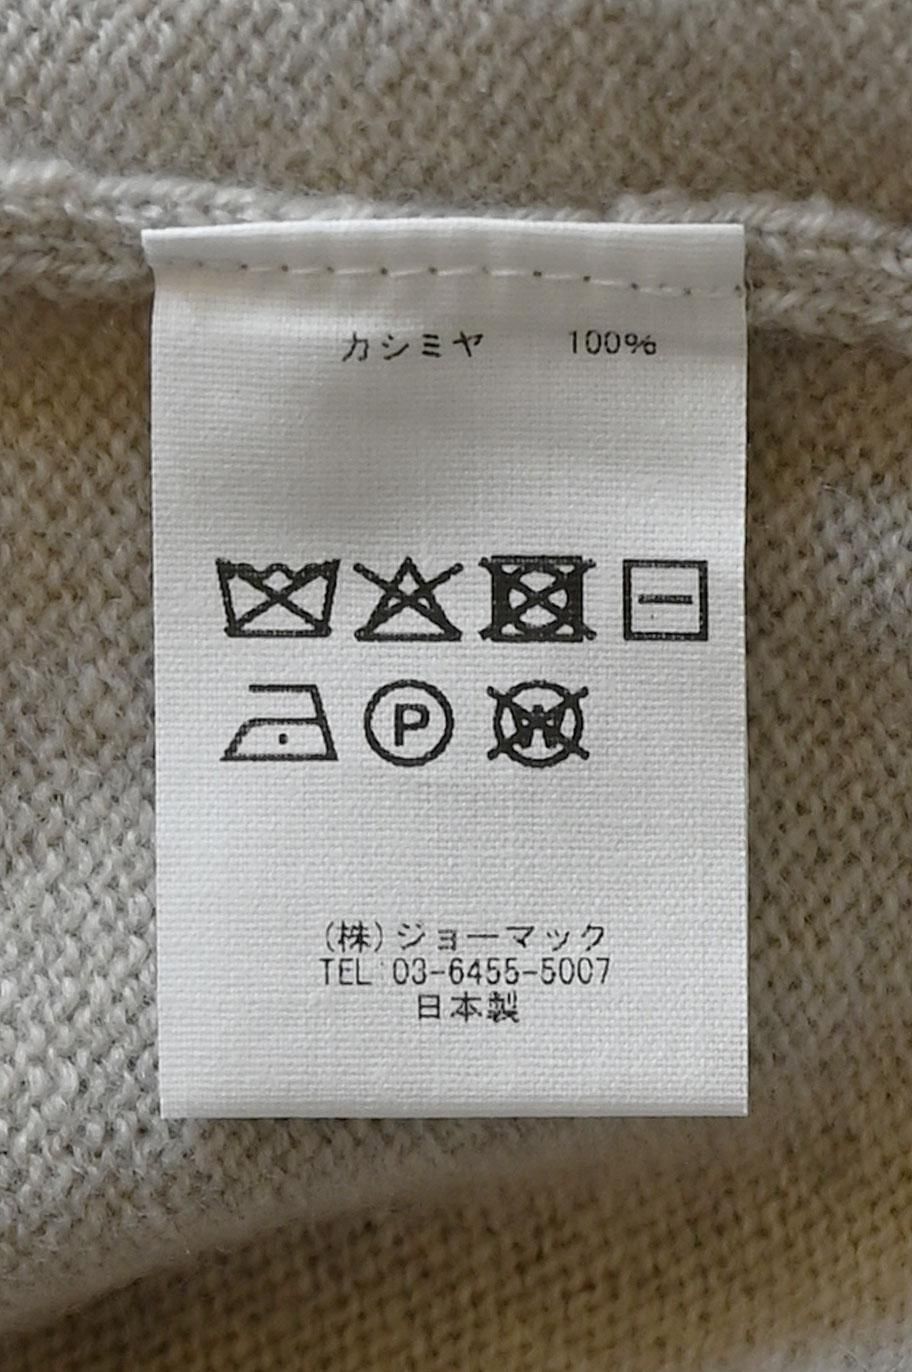 カシミヤ 100%
P
W
(株)ジョーマック
TEL 03-6455-5007
日本製